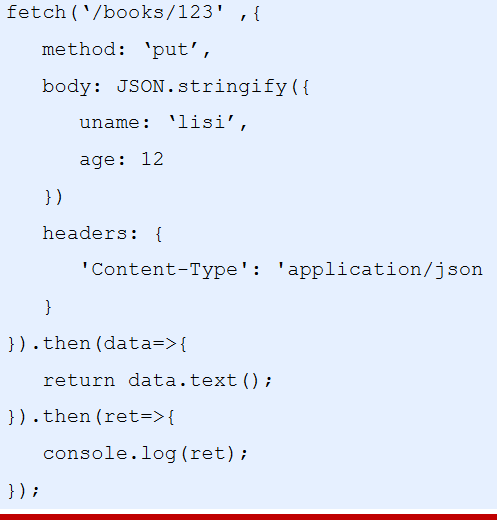 fetch(‘/books/123' ,{
method: ‘put’,
body: JSON.stringify({
uname: ‘lisi’,
age: 12
})
headers: {
'Content-Type': 'application/json
}
}).then(data=>{
return data.text();
}).then(ret=>{
console.log(ret);
});